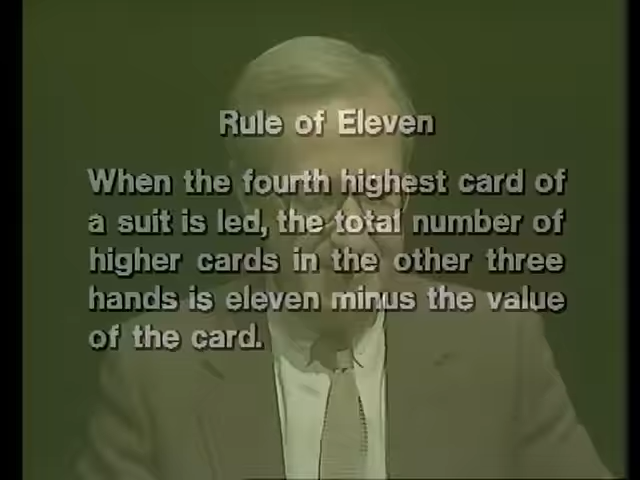 Rule of Eleven
When the fourth highest card of
a suit is led, the total number of
higher cards in the other three
hands is eleven minus the value
of the card.